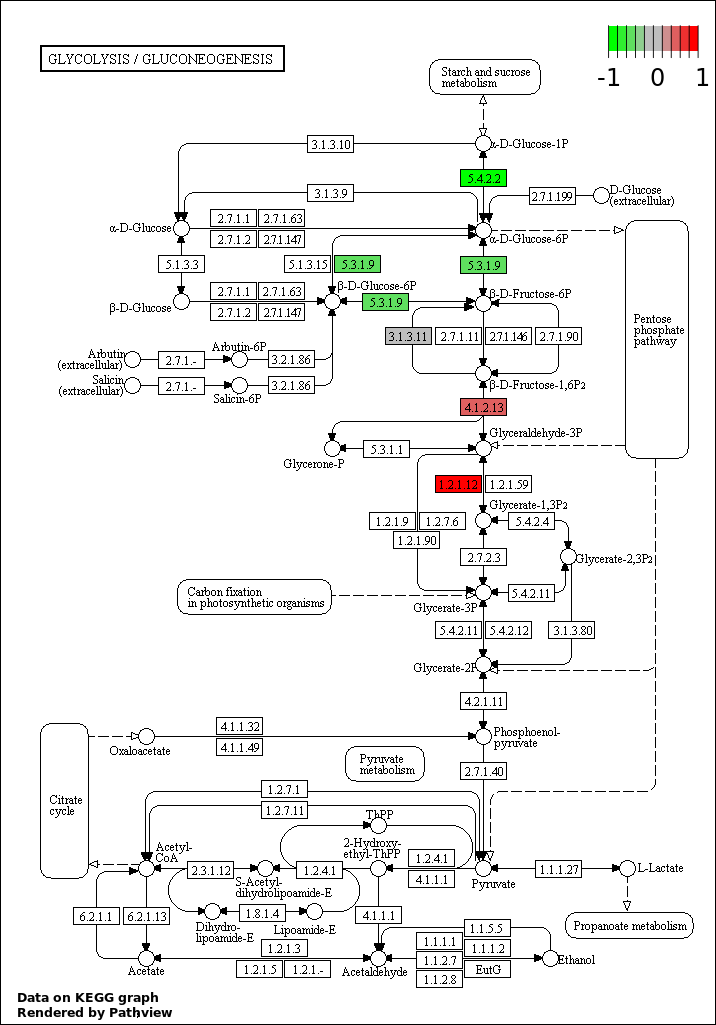 GLYCOLYSIS / GLUCONEOGENESIS
-1 0 1
Starch and sucrose
metabolism
3.1.3.10
α-D-Glucose-1P
5.4.2.2
3.1.3.9
2.7.1.199
D-Glucose
(extracellular)
α-D-Glucose
2.7.1.1
2.7.1.63
2.7.1.2
2.7.1.147
α-D-Glucose-6P
5.1.3.3
5.1.3.15
5.3.1.9
5.3.1.9
β-D-Glucose-6P
β-D-Fructose-6P
β-D-Glucose
2.7.1.1
2.7.1.63
2.7.1.2
2.7.1.147
5.3.1.9
Pentose
phosphate
pathway
3.1.3.11
2.7.1.11
2.7.1.146
2.7.1.90
Arbutin
(extracellular)
2.7.1.-
Arbutin-6P
3.2.1.86
Salicin
(extracellular)
2.7.1.-
Salicin-6P
3.2.1.86
β-D-Fructose-1,6P2
4.1.2.13
Glyceraldehyde-3P
5.3.1.1
Glycerone-P
1.2.1.12
1.2.1.59
Glycerate-1,3P2
1.2.1.9
1.2.7.6
1.2.1.90
5.4.2.4
2.7.2.3
Glycerate-2,3P2
Carbon fixation
in photosynthetic organisms
5.4.2.11
Glycerate-3P
5.4.2.11
5.4.2.12
3.1.3.80
Glycerate-2P
4.2.1.11
4.1.1.32
4.1.1.49
Oxaloacetate
Phosphoenol-
pyruvate
Pyruvate
metabolism
2.7.1.40
Citrate
cycle
1.2.7.1
1.2.7.11
ThPP
Acetyl-
CoA
2-Hydroxy-
ethyl-ThPP
2.3.1.12
1.2.4.1
1.2.4.1
4.1.1.1
1.1.1.27
L-Lactate
S-Acetyl-
dihydrolipoamide-E
Pyruvate
6.2.1.1
6.2.1.13
1.8.1.4
4.1.1.1
Dihydro-
lipoamide-E
Lipoamide-E
Propanoate metabolism
1.1.5.5
1.1.1.1
1.1.1.2
1.2.1.3
1.1.2.7
EutG
1.1.2.8
Acetate
1.2.1.5
1.2.1.-
Acetaldehyde
Ethanol
Data on KEGG graph
Rendered by Pathview